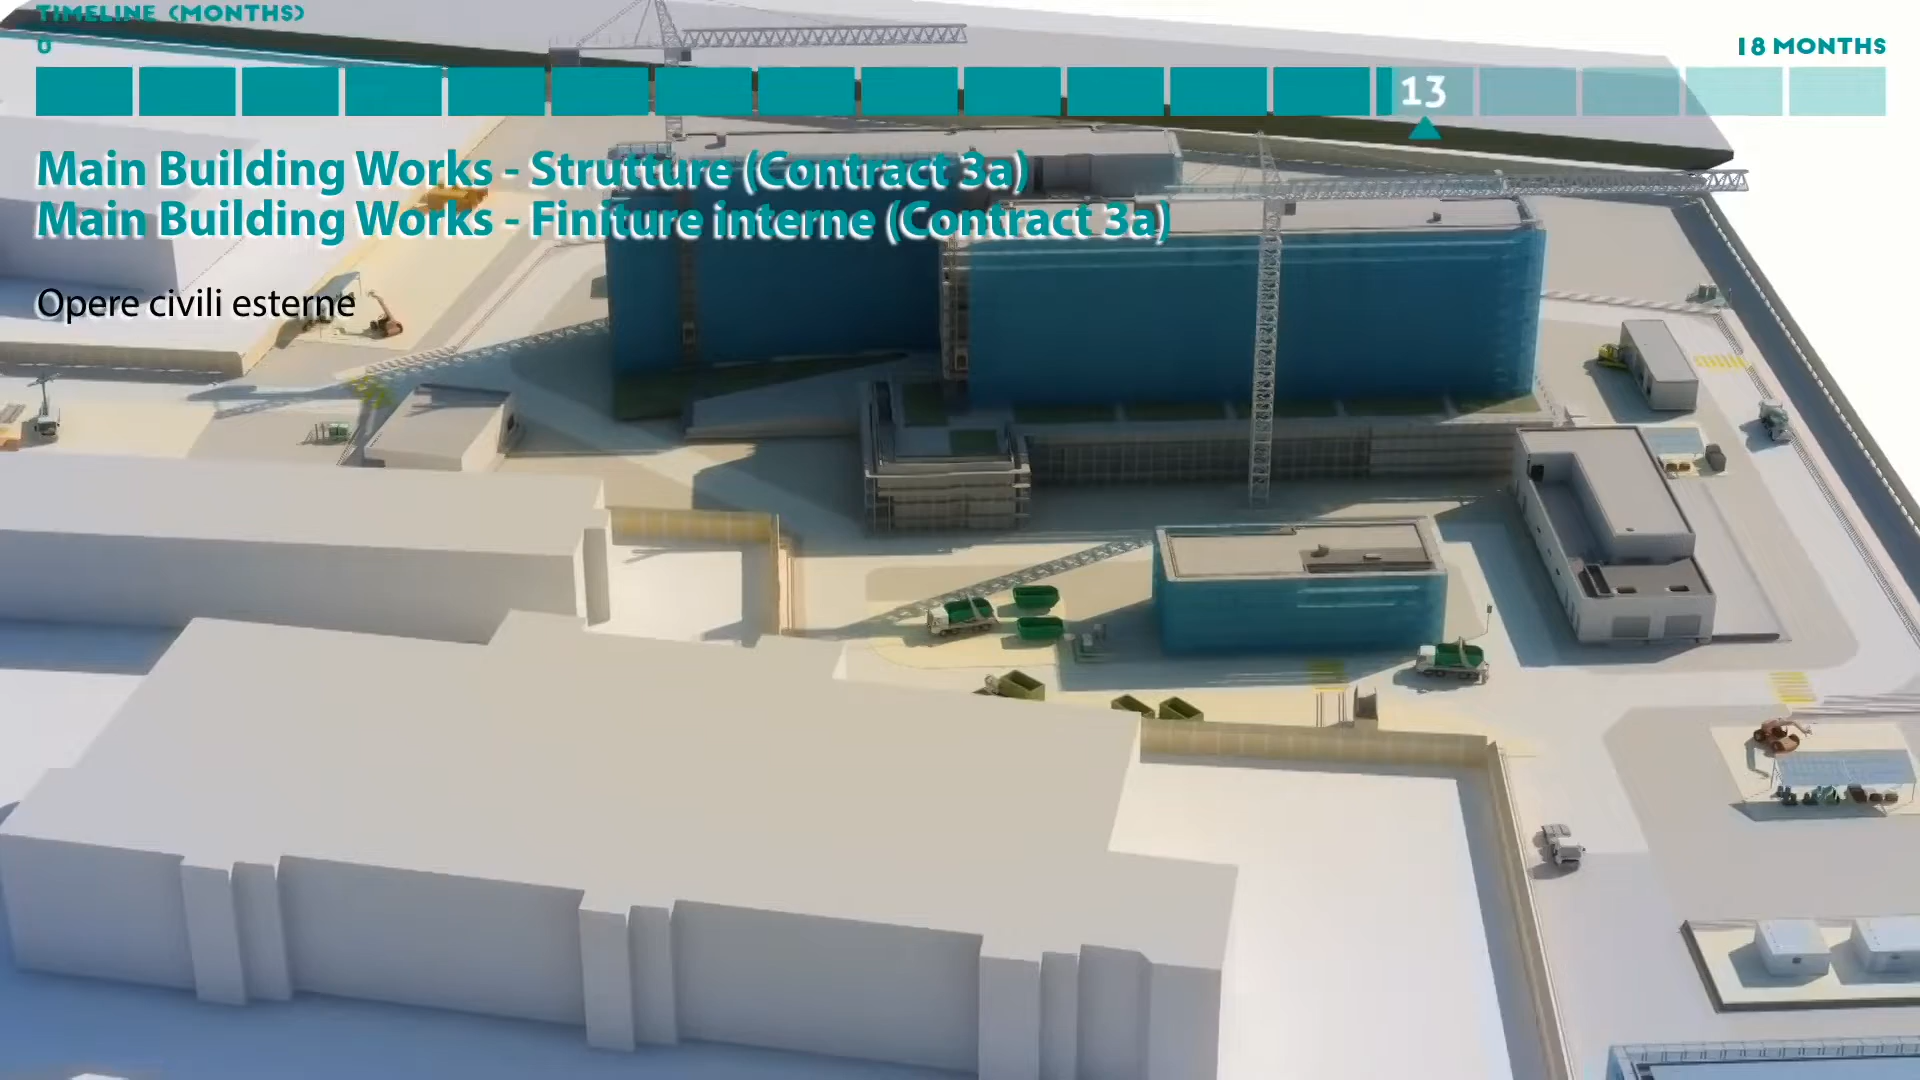 TIMELINE (MONTHS)
0
18 MONTHS
13
Main Building Works - Strutture (Contract 3a)
Main Building Works - Finiture interne (Contract 3a)
Opere civili esterne